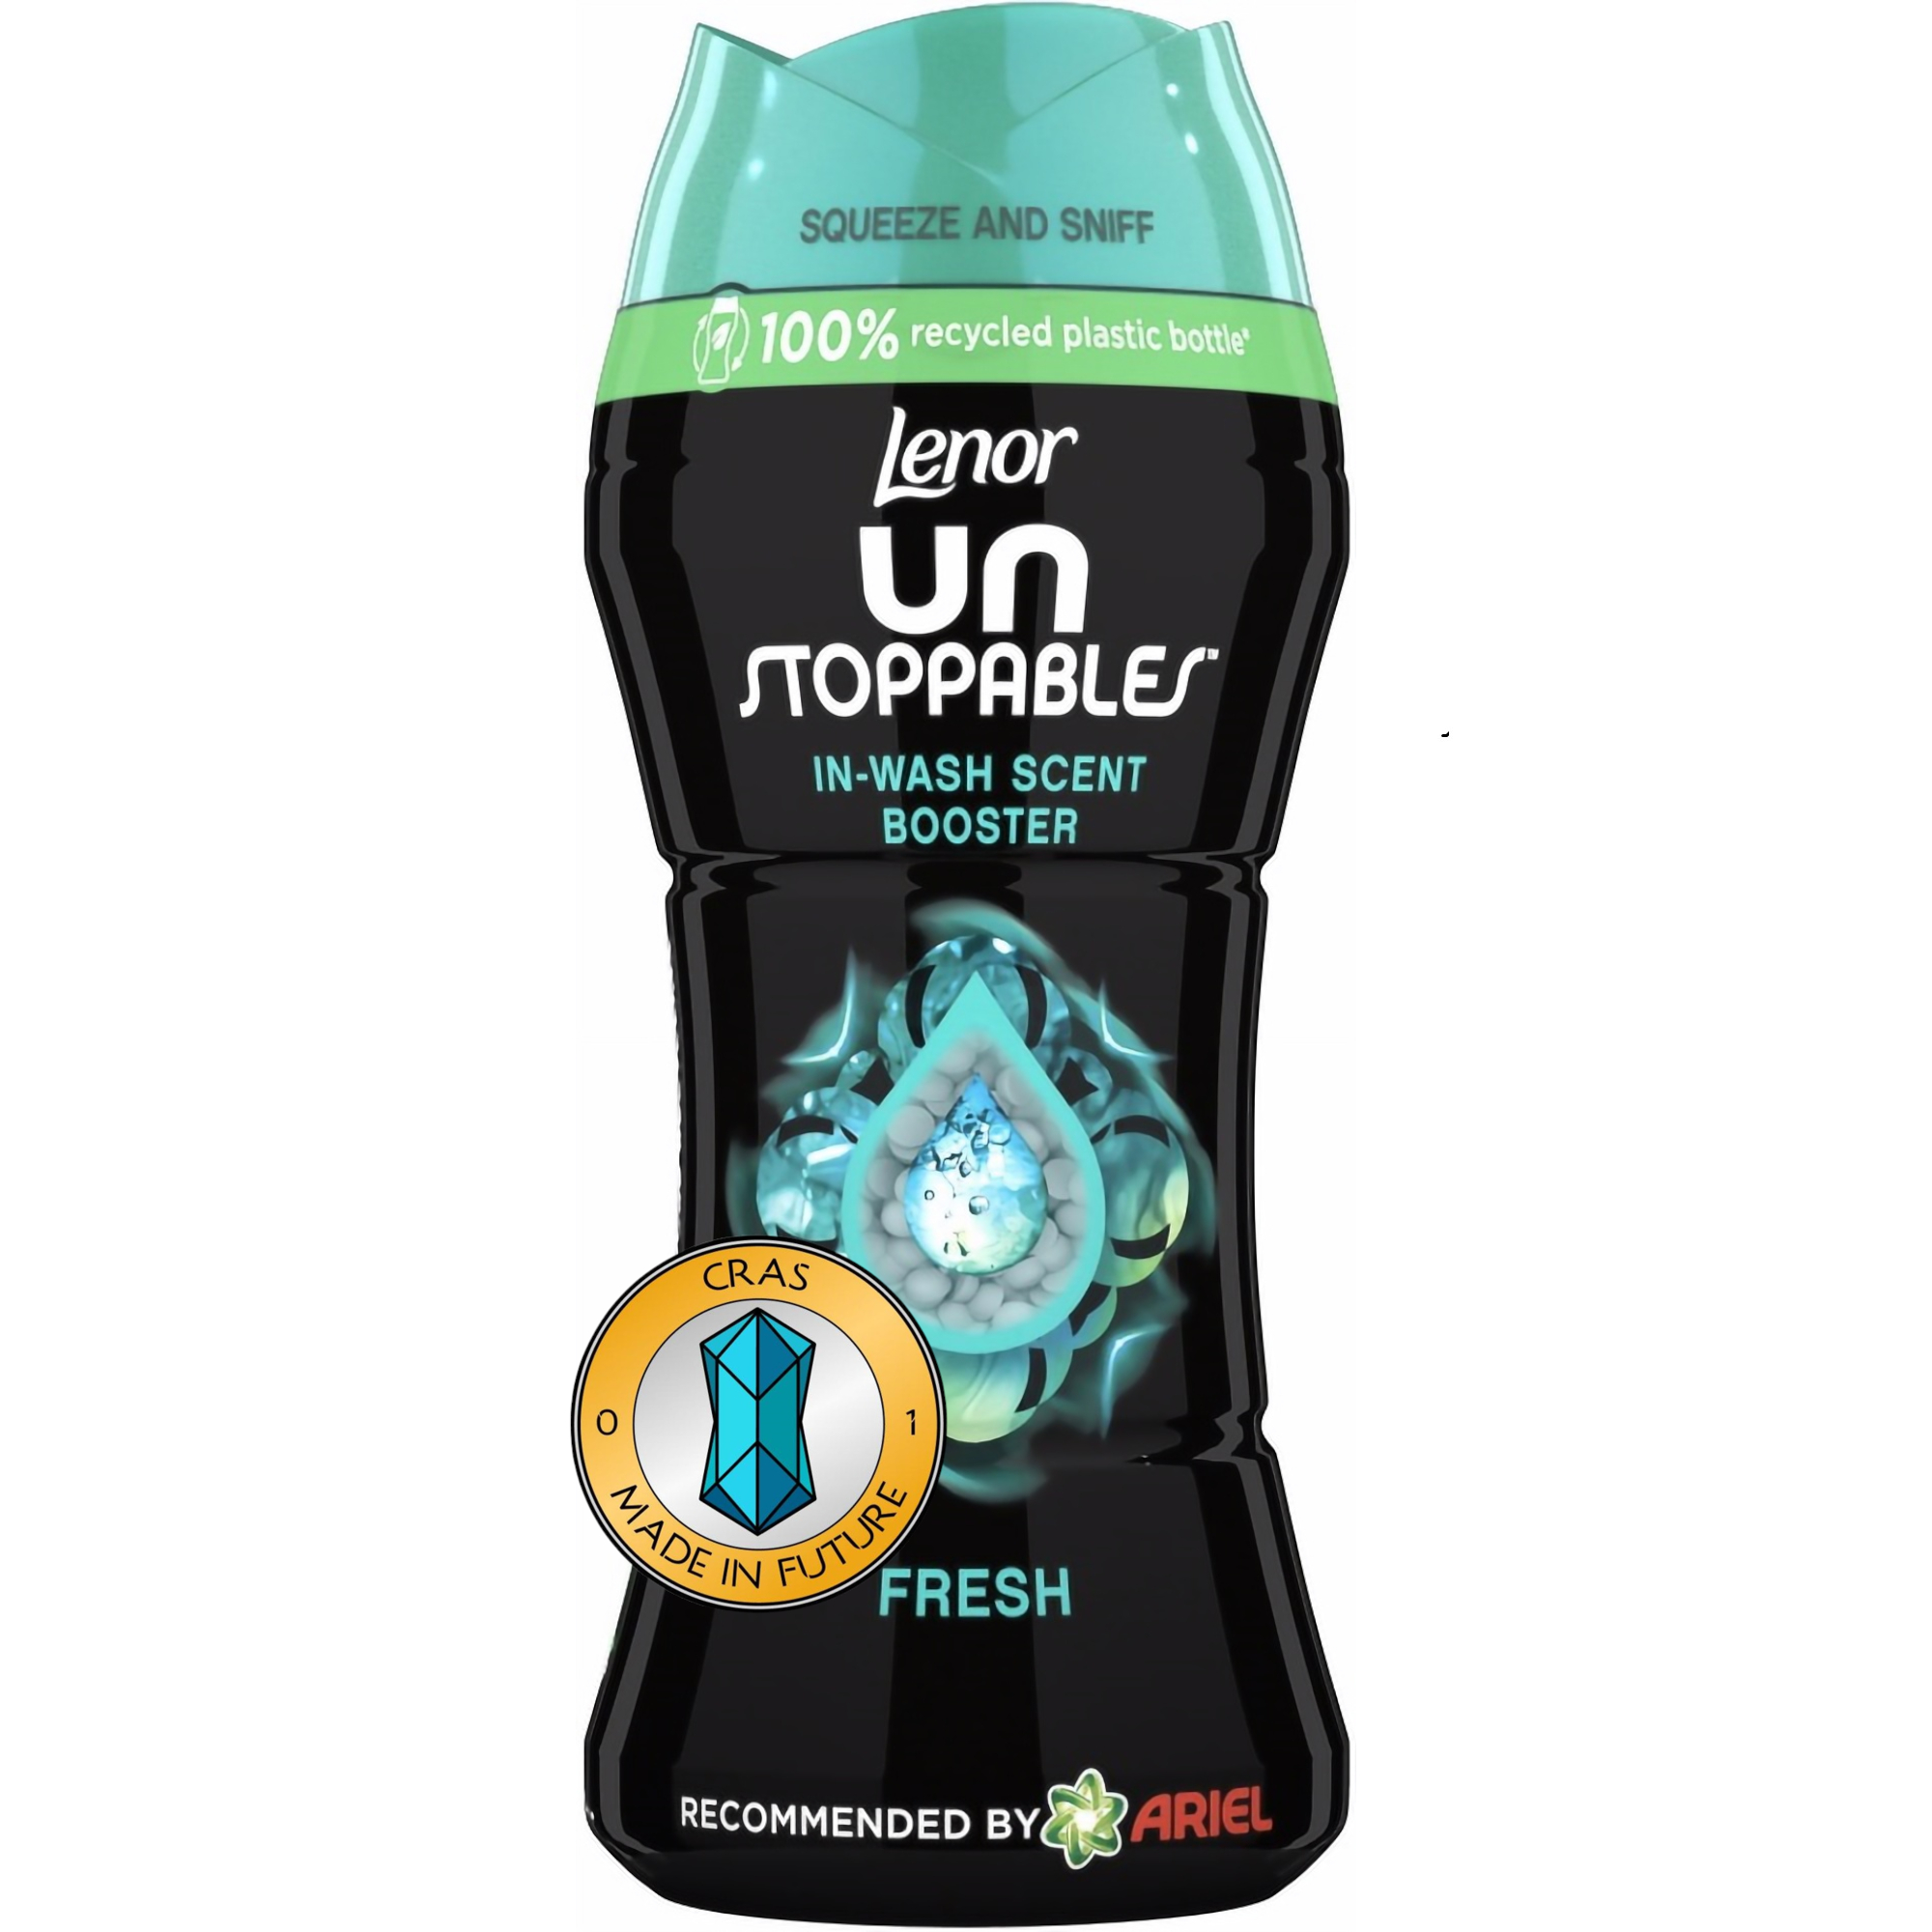 SQUEEZE AND SNIFF
100% recycled plastic bottle*
Lenor
UN
STOPPABLES™
IN-WASH SCENT
BOOSTER
CRAS
0 1
MADE IN FUTURE
FRESH
RECOMMENDED BY ARIEL